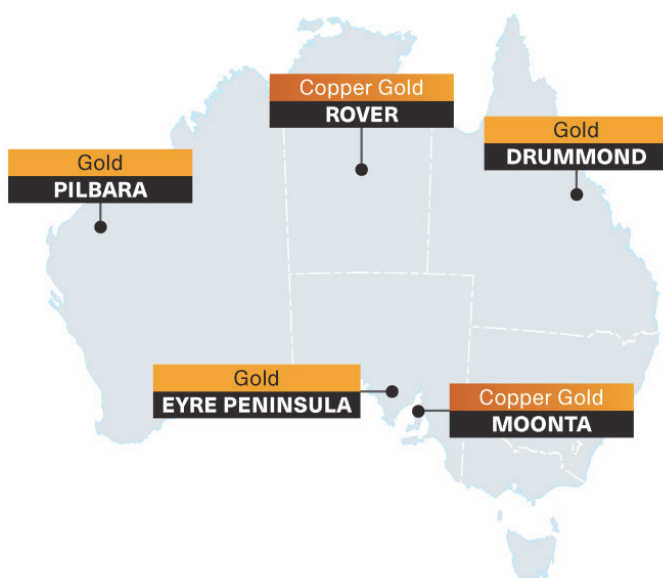 Copper Gold
ROVER
Gold
DRUMMOND
Gold
PILBARA
Gold
EYRE PENINSULA
Copper Gold
MOONTA